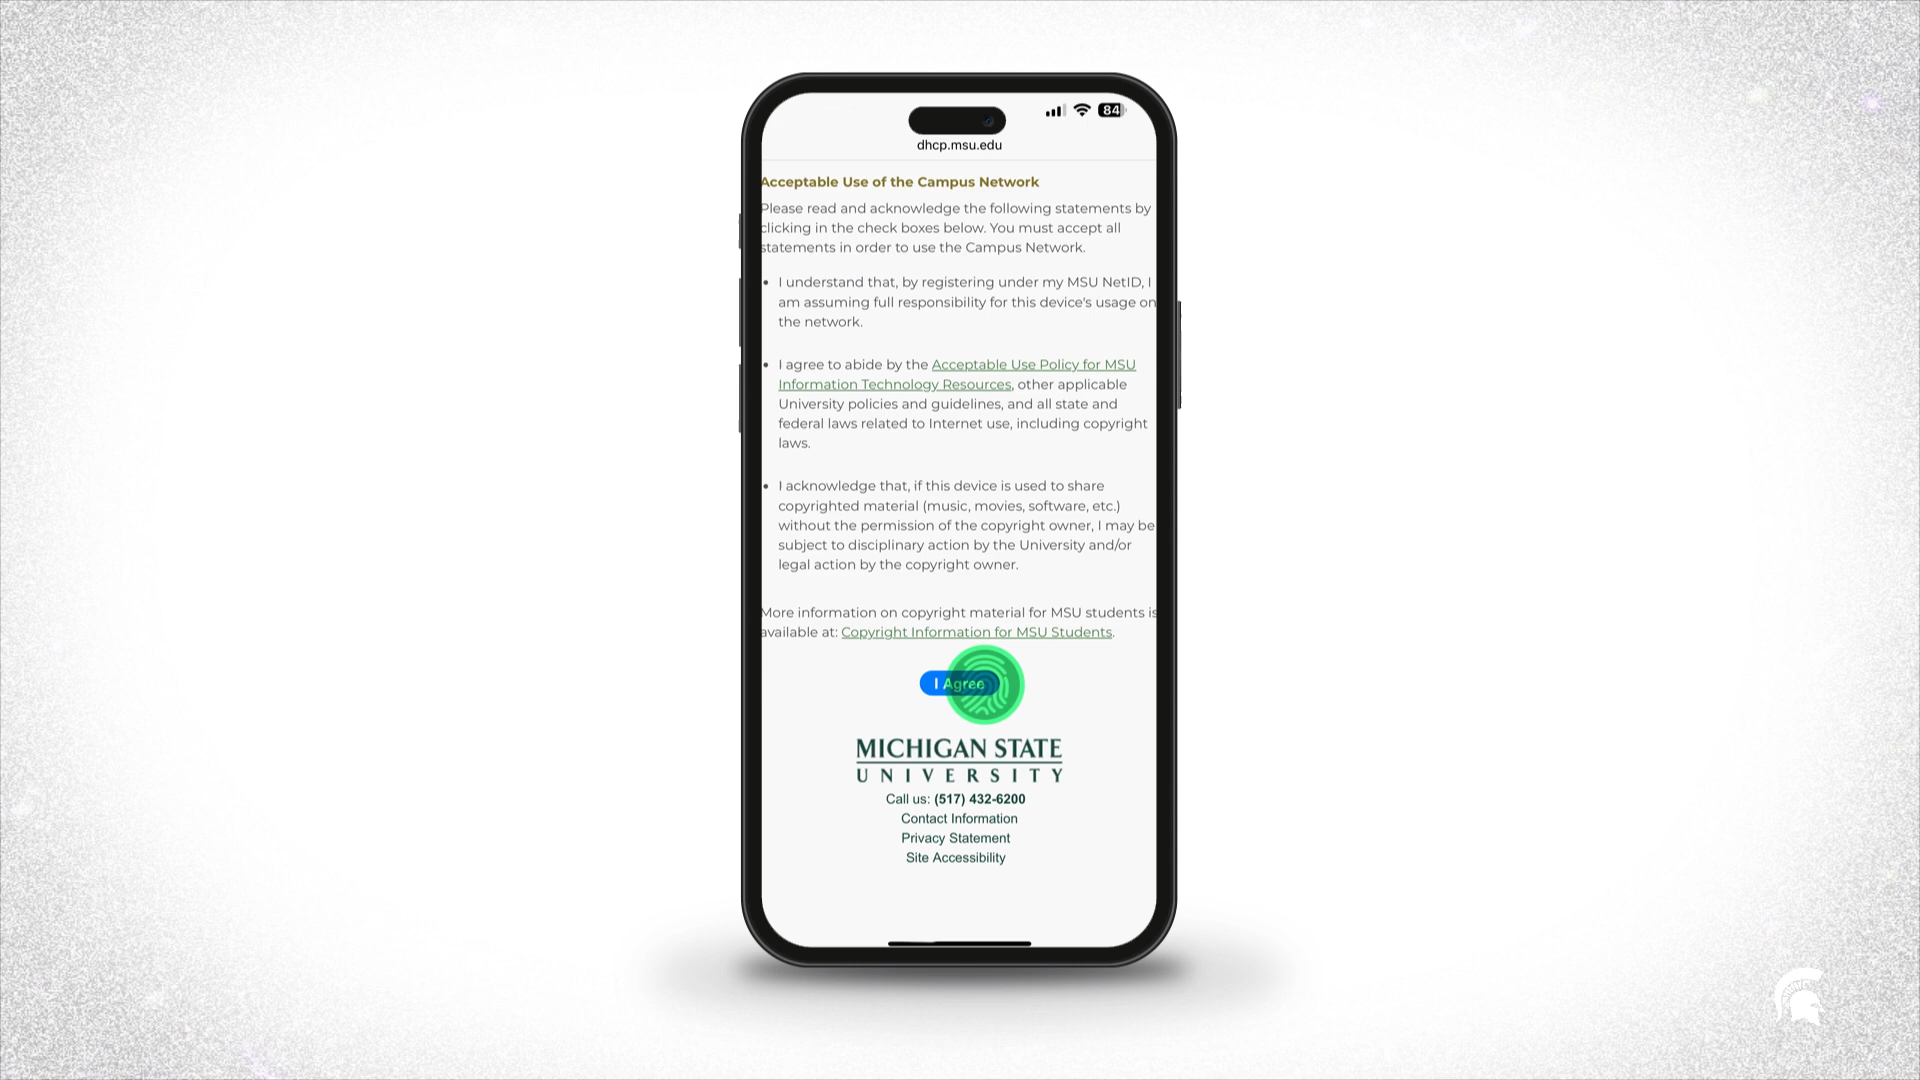 84
dhcp.msu.edu
Acceptable Use of the Campus Network
Please read and acknowledge the following statements by
clicking in the check boxes below. You must accept all
statements in order to use the Campus Network.
• I understand that, by registering under my MSU NetID, I
am assuming full responsibility for this device's usage on
the network.
• I agree to abide by the Acceptable Use Policy for MSU
Information Technology Resources, other applicable
University policies and guidelines, and all state and
federal laws related to Internet use, including copyright
laws.
• I acknowledge that, if this device is used to share
copyrighted material (music, movies, software, etc.)
without the permission of the copyright owner, I may be
subject to disciplinary action by the University and/or
legal action by the copyright owner.
More information on copyright material for MSU students is
available at: Copyright Information for MSU Students.
I Agree
MICHIGAN STATE
UNIVERSITY
Call us: (517) 432-6200
Contact Information
Privacy Statement
Site Accessibility